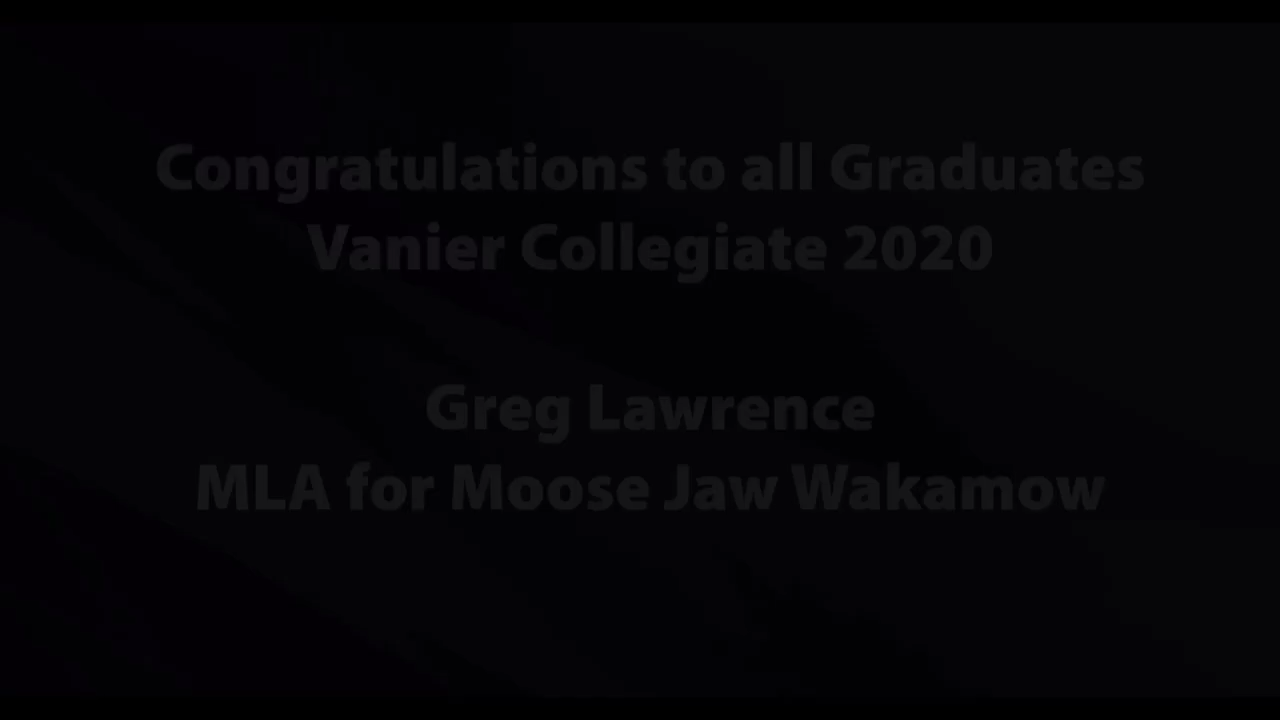 Congratulations to all Graduates
Vanier Collegiate 2020
Greg Lawrence
MLA for Moose Jaw Wakamow